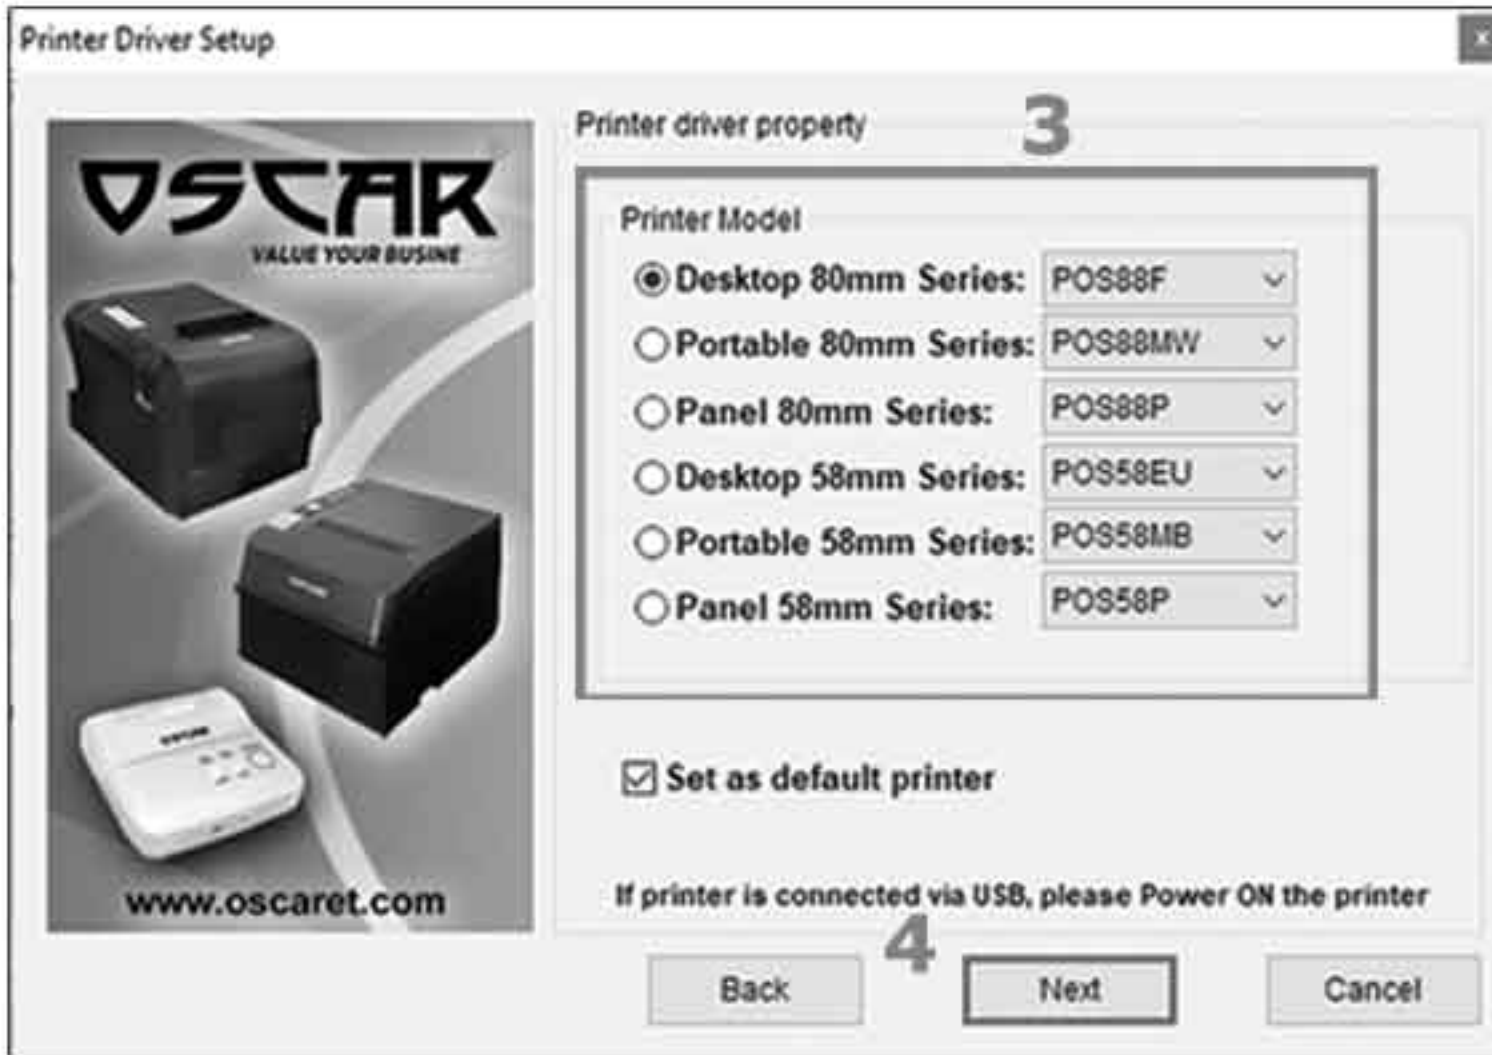 Printer Driver Setup
x
OSCAR
VALUE YOUR BUSINE
www.oscaret.com
Printer driver property
3
Printer Model
Desktop 80mm Series: POS88F
Portable 80mm Series: POS88MW
Panel 80mm Series: POS88P
Desktop 58mm Series: POS58EU
Portable 58mm Series: POS58MB
Panel 58mm Series: POS58P
Set as default printer
If printer is connected via USB, please Power ON the printer
4
Back Next Cancel